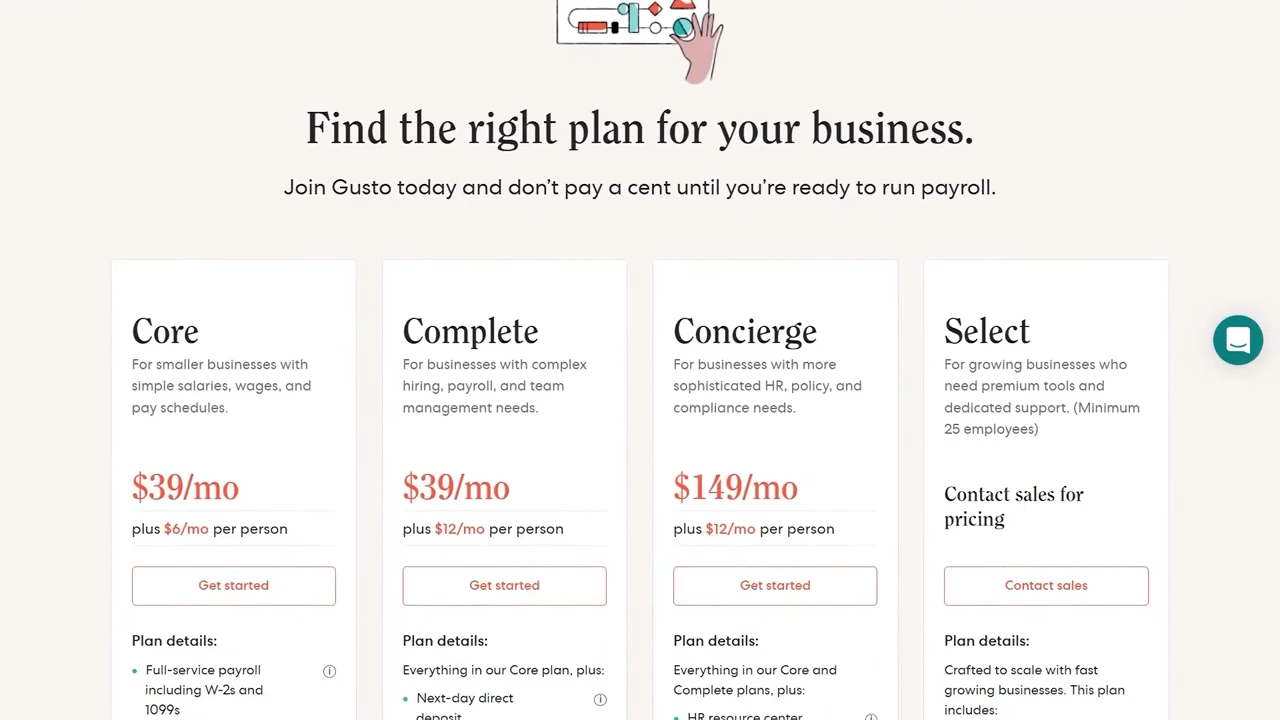 Find the right plan for your business.
Join Gusto today and don't pay a cent until you're ready to run payroll.
Core
For smaller businesses with
simple salaries, wages, and
pay schedules.
$39/mo
plus $6/mo per person
Get started
Plan details:
Full-service payroll
including W-2s and
1099s
Complete
For businesses with complex
hiring, payroll, and team
management needs.
$39/mo
plus $12/mo per person
Get started
Plan details:
Everything in our Core plan, plus:
Next-day direct
deposit
Concierge
For businesses with more
sophisticated HR, policy, and
compliance needs.
$149/mo
plus $12/mo per person
Get started
Plan details:
Everything in our Core and
Complete plans, plus:
HR resource center
Select
For growing businesses who
need premium tools and
dedicated support. (Minimum
25 employees)
Contact sales for
pricing
Contact sales
Plan details:
Crafted to scale with fast
growing businesses. This plan
includes: